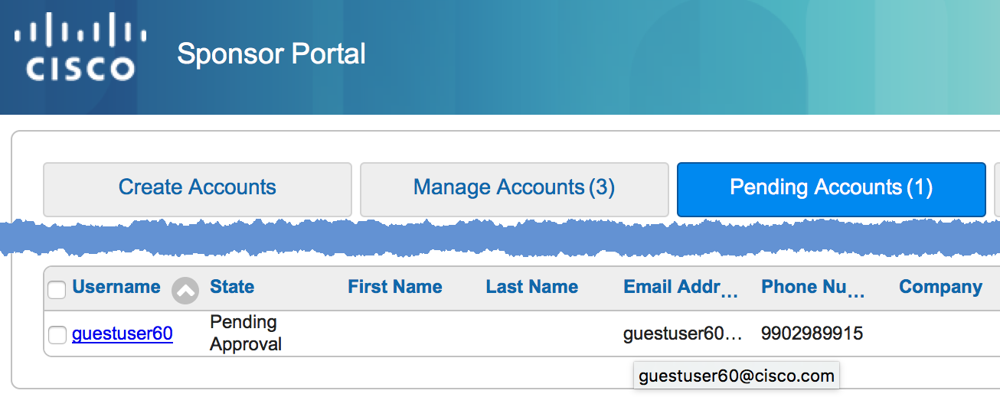 CISCO
Sponsor Portal
Create Accounts
Manage Accounts (3)
Pending Accounts (1)
Username State First Name Last Name Email Addr... Phone Nu... Company
guestuser60 Pending Approval guestuser60... 9902989915
guestuser60@cisco.com